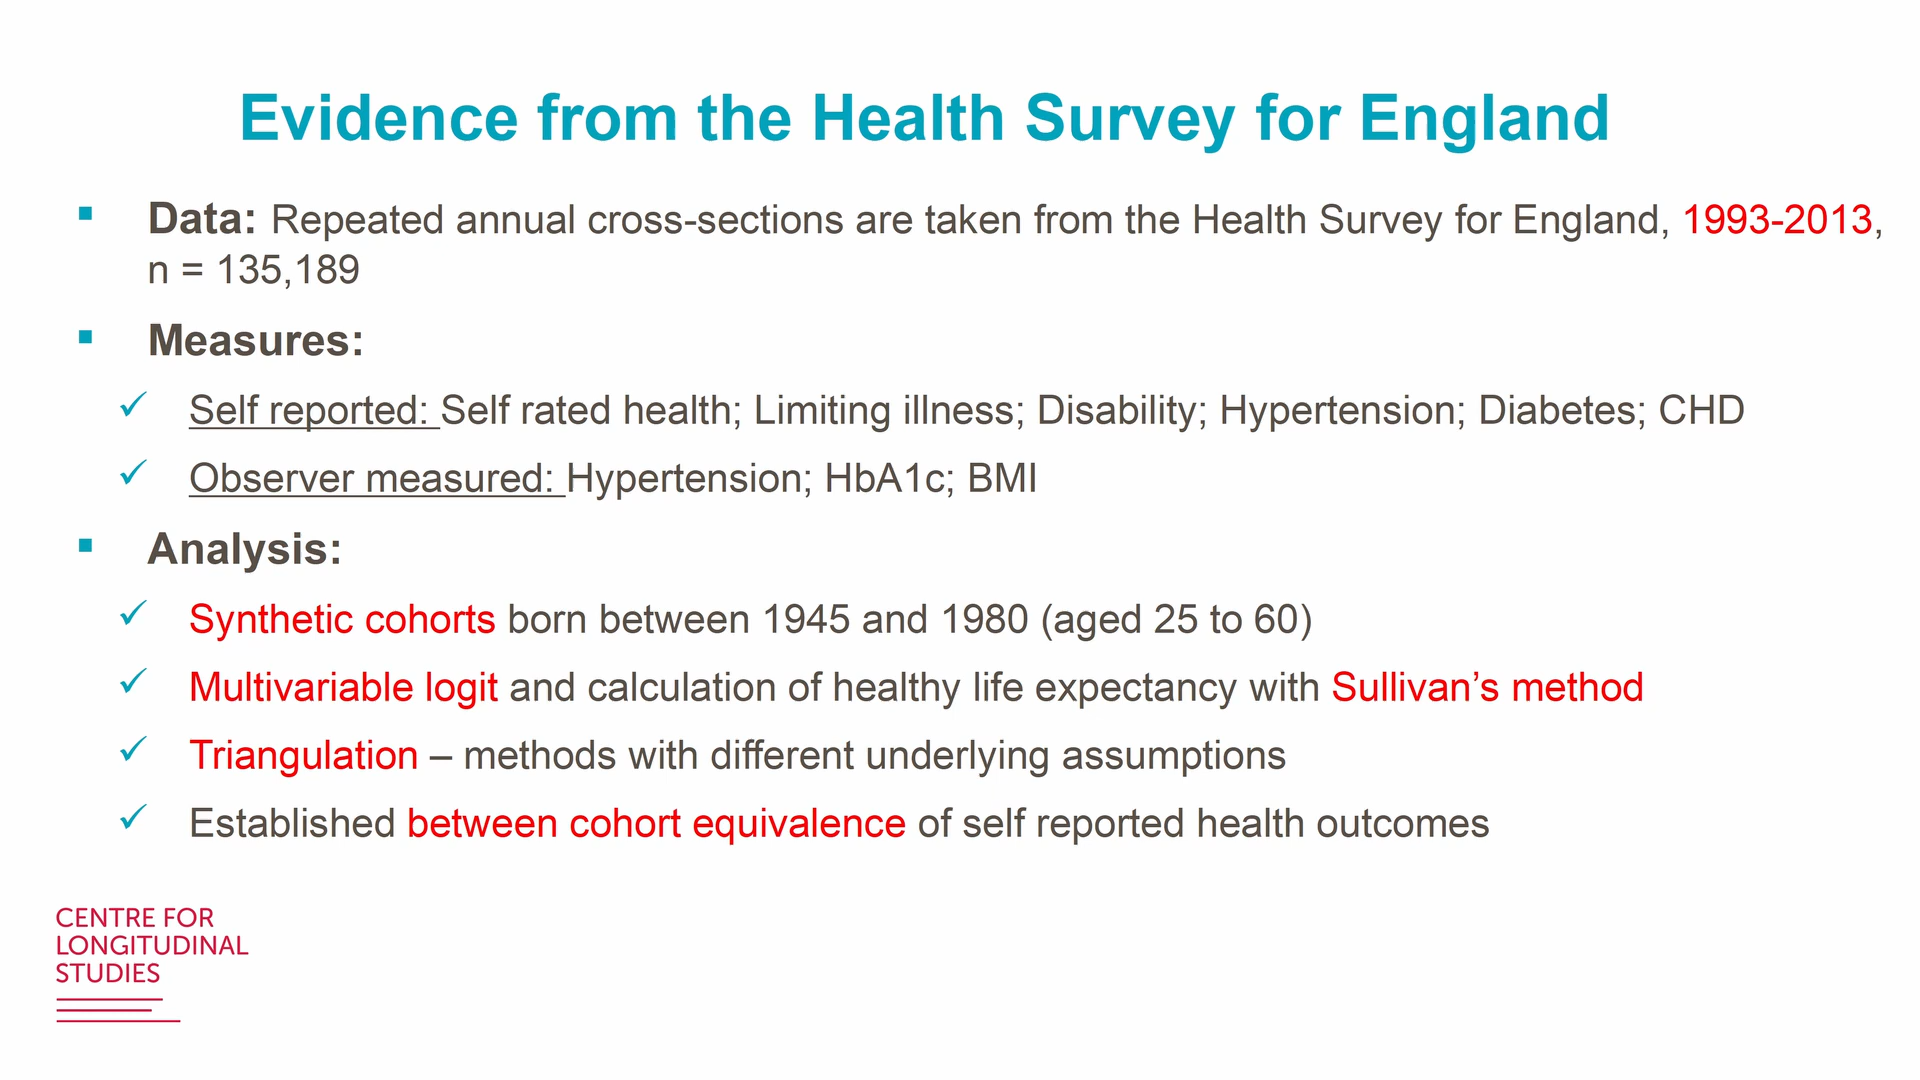 Evidence from the Health Survey for England
Data: Repeated annual cross-sections are taken from the Health Survey for England, 1993-2013,
n = 135,189
Measures:
Self reported: Self rated health; Limiting illness; Disability; Hypertension; Diabetes; CHD
Observer measured: Hypertension; HbA1c; BMI
Analysis:
Synthetic cohorts born between 1945 and 1980 (aged 25 to 60)
Multivariable logit and calculation of healthy life expectancy with Sullivan’s method
Triangulation – methods with different underlying assumptions
Established between cohort equivalence of self reported health outcomes
CENTRE FOR
LONGITUDINAL
STUDIES